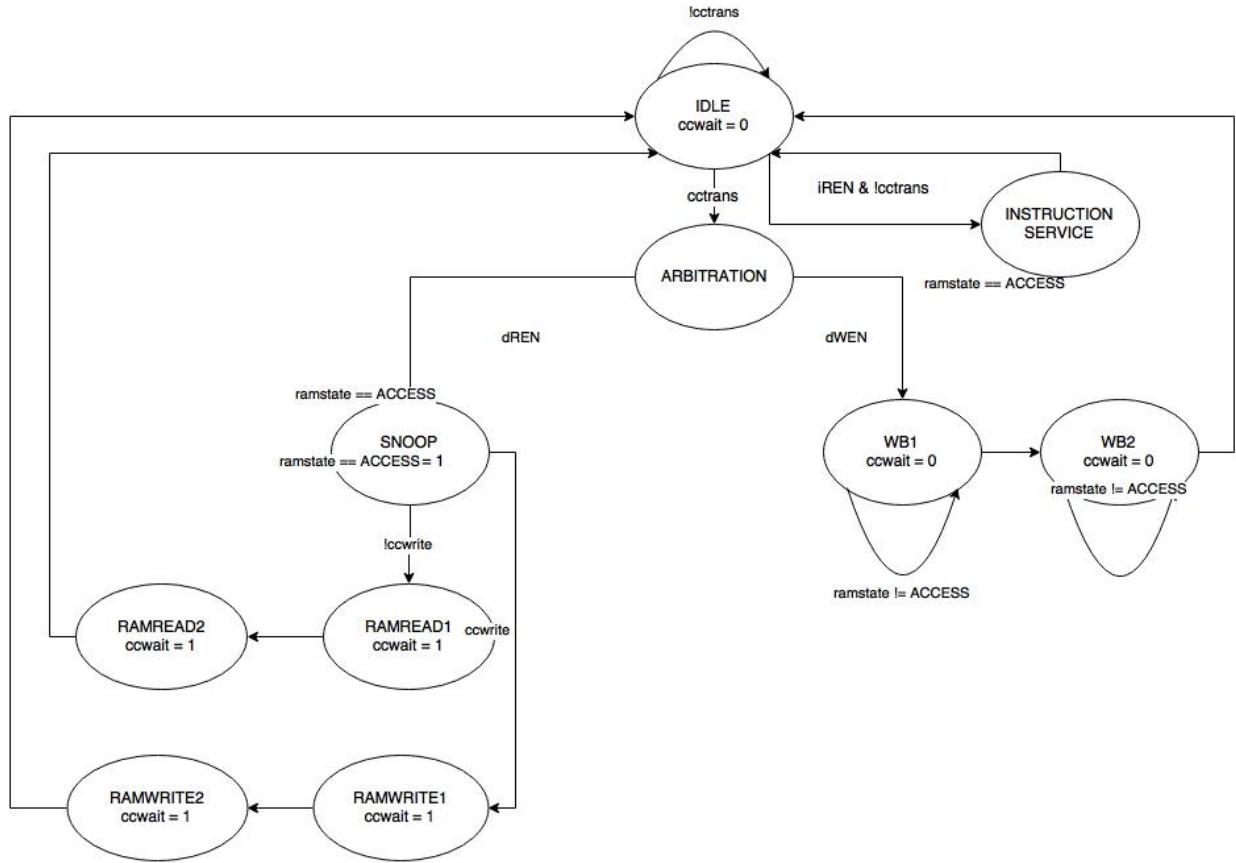 !cctrans
IDLE
ccwait = 0
cctrans
iREN & !cctrans
INSTRUCTION
SERVICE
ramstate == ACCESS
ARBITRATION
dREN
dWEN
ramstate == ACCESS
SNOOP
ramstate == ACCESS = 1
WB1
ccwait = 0
WB2
ccwait = 0
ramstate != ACCESS
!ccwrite
ramstate != ACCESS
RAMREAD2
ccwait = 1
RAMREAD1
ccwait = 1
ccwrite
RAMWRITE2
ccwait = 1
RAMWRITE1
ccwait = 1